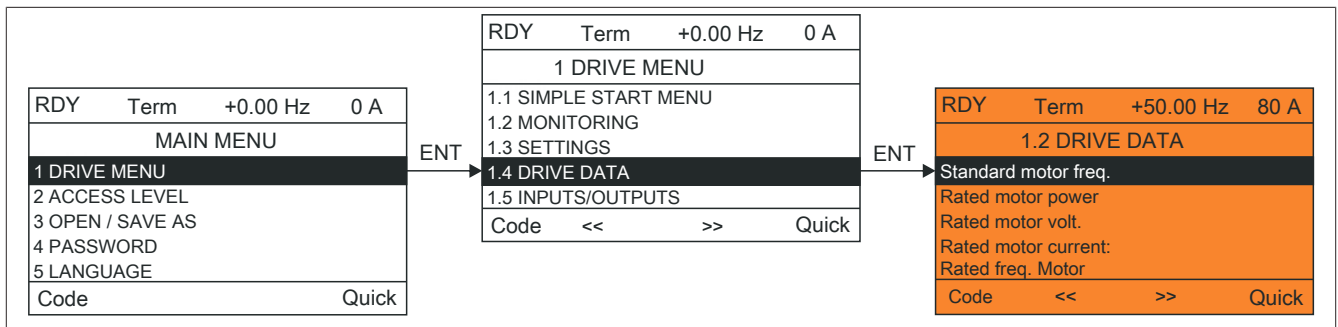 RDY Term +0.00 Hz 0 A
MAIN MENU
1 DRIVE MENU
2 ACCESS LEVEL
3 OPEN / SAVE AS
4 PASSWORD
5 LANGUAGE
Code Quick
ENT
RDY Term +0.00 Hz 0 A
1 DRIVE MENU
1.1 SIMPLE START MENU
1.2 MONITORING
1.3 SETTINGS
1.4 DRIVE DATA
1.5 INPUTS/OUTPUTS
Code << >> Quick
ENT
RDY Term +50.00 Hz 80 A
1.2 DRIVE DATA
Standard motor freq.
Rated motor power
Rated motor volt.
Rated motor current:
Rated freq. Motor
Code << >> Quick